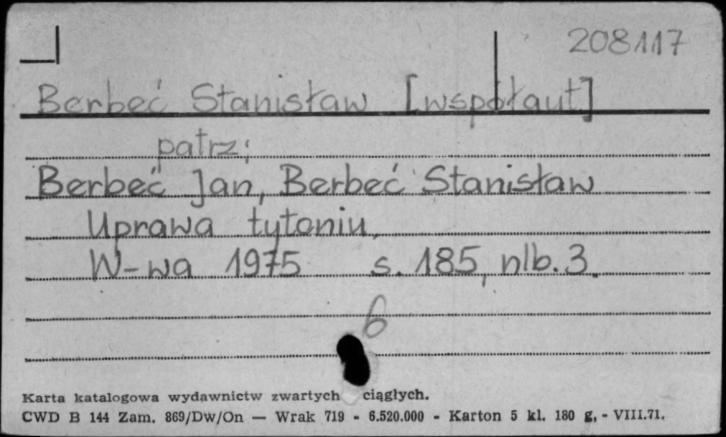 208117
Berbeć Stanisław [współaut]
patrz:
Berbeć Jan, Berbeć Stanisław
Uprawa tytoniu.
W-wa 1975 s. 185, nlb. 3.
6
Karta katalogowa wydawnictw zwartych ciągłych.
CWD B 144 Zam. 869/Dw/On — Wrak 719 - 6.520.000 - Karton 5 kl. 180 g. - VIII.71.